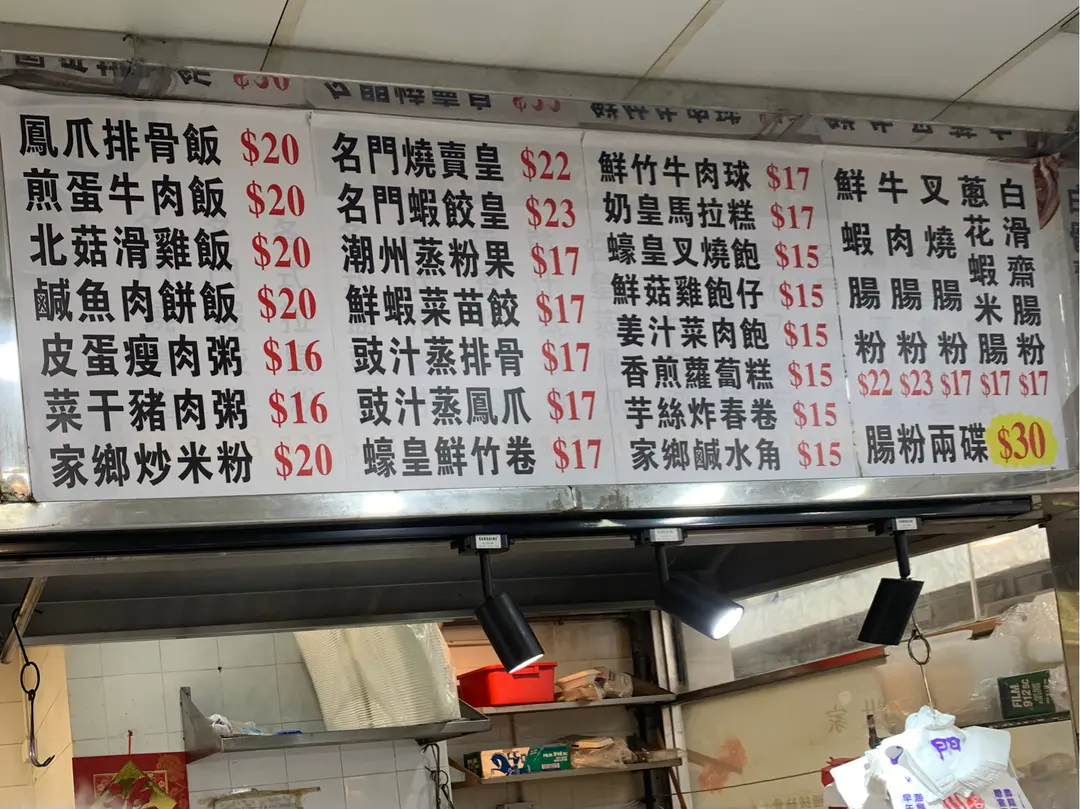 鳳爪排骨飯 $20
煎蛋牛肉飯 $20
北菇滑雞飯 $20
鹹魚肉餅飯 $20
皮蛋瘦肉粥 $16
菜干豬肉粥 $16
家鄉炒米粉 $20
名門燒賣皇 $22
名門蝦餃皇 $23
潮州蒸粉果 $17
鮮蝦菜苗餃 $17
豉汁蒸排骨 $17
豉汁蒸鳳爪 $17
蠔皇鮮竹卷 $17
鮮竹牛肉球 $17
奶皇馬拉糕 $17
蠔皇叉燒飽 $15
鮮菇雞飽仔 $15
姜汁菜肉飽 $15
香煎蘿蔔糕 $15
芋絲炸春卷 $15
家鄉鹹水角 $15
鮮蝦腸粉 $22
牛肉腸粉 $23
叉燒腸粉 $17
蔥花蝦米腸 $17
白滑齋腸粉 $17
腸粉兩碟 $30
FILM
912SC
門